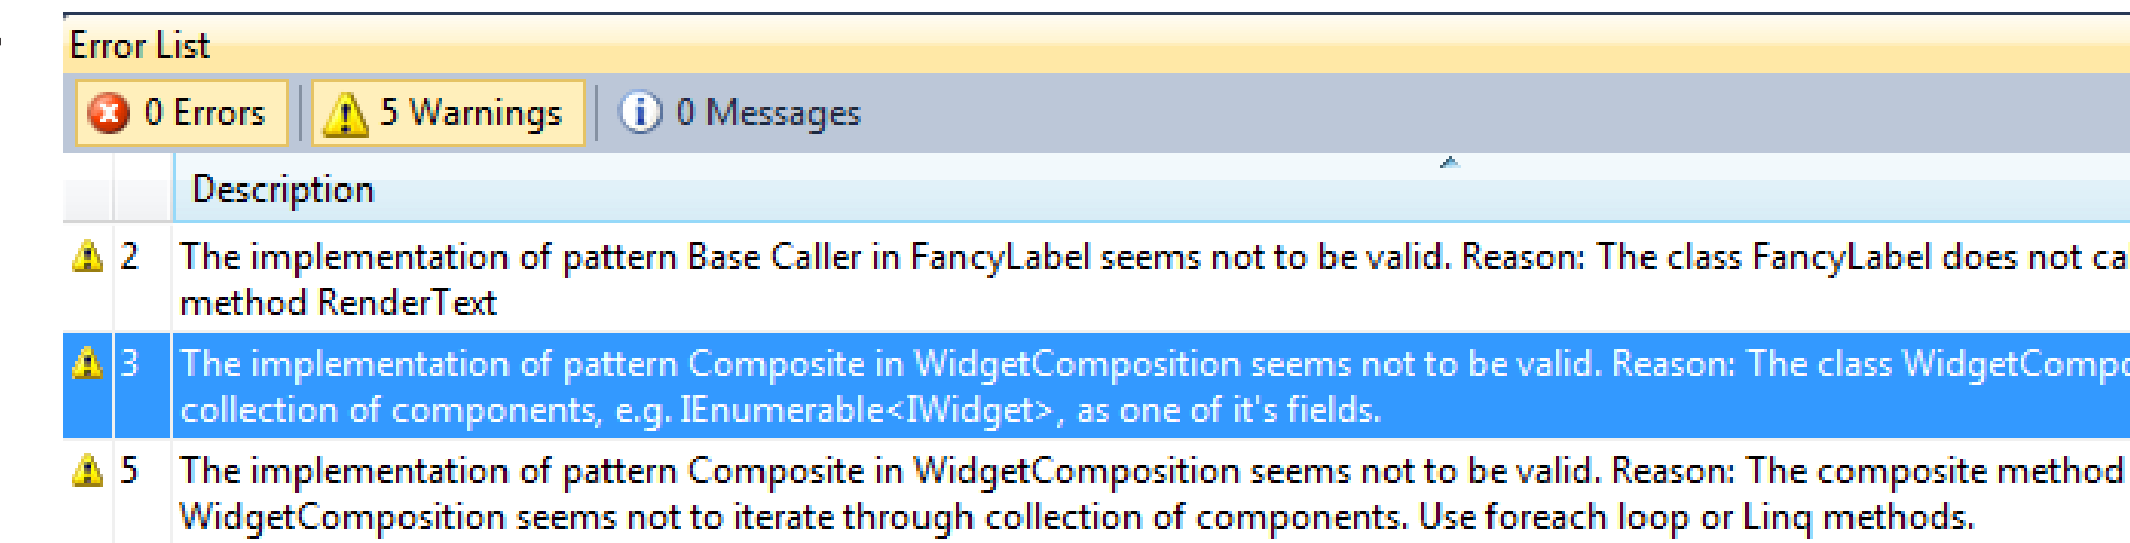 Error List
0 Errors 5 Warnings 0 Messages
Description
2 The implementation of pattern Base Caller in FancyLabel seems not to be valid. Reason: The class FancyLabel does not
method RenderText
3 The implementation of pattern Composite in WidgetComposition seems not to be valid. Reason: The class
collection of components, e.g. IEnumerable<IWidget>, as one of it's fields.
5 The implementation of pattern Composite in WidgetComposition seems not to be valid. Reason: The composite method
WidgetComposition seems not to iterate through collection of components. Use foreach loop or Linq methods.